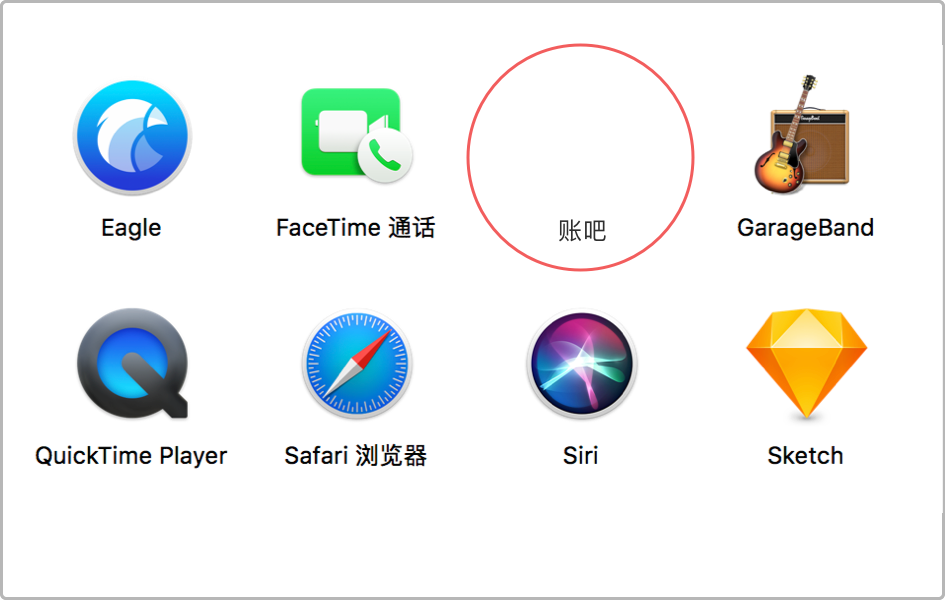 Eagle
FaceTime 通话
账吧
GarageBand
QuickTime Player
Safari 浏览器
Siri
Sketch